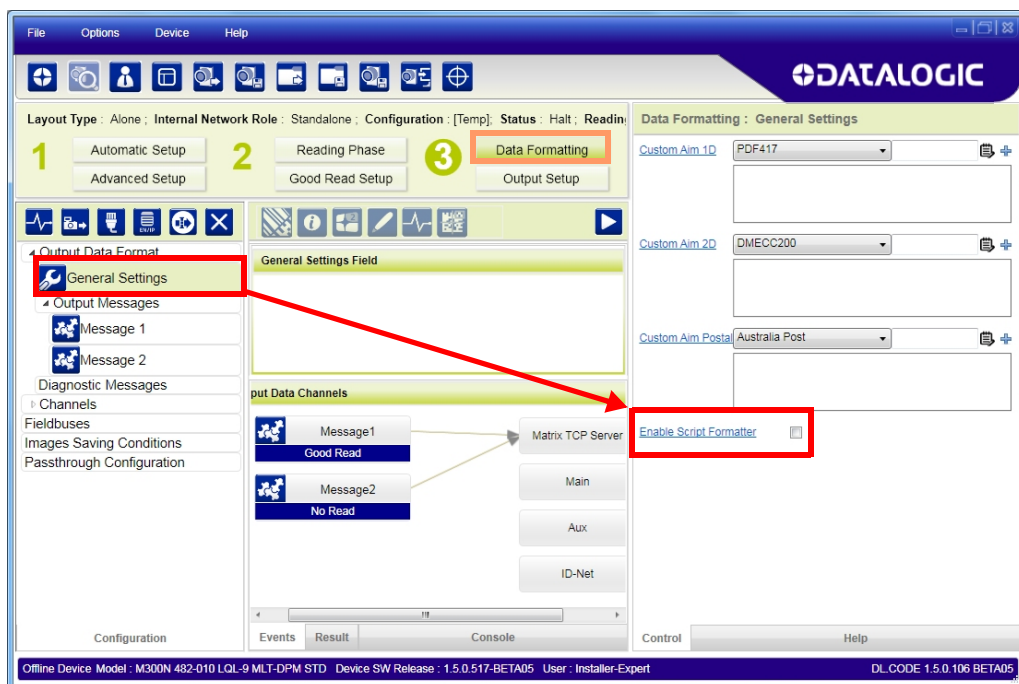 File Options Device Help
DATALOGIC
Layout Type : Alone ; Internal Network Role : Standalone ; Configuration : [Temp]; Status : Halt ; Readin
1 Automatic Setup 2 Reading Phase 3 Data Formatting
Advanced Setup Good Read Setup Output Setup
Output Data Format
General Settings
Output Messages
Message 1
Message 2
Diagnostic Messages
Channels
Fieldbuses
Images Saving Conditions
Passthrough Configuration
Configuration
General Settings Field
put Data Channels
Message1
Good Read
Message2
No Read
Matrix TCP Server
Main
Aux
ID-Net
Events Result Console
Data Formatting : General Settings
Custom Aim 1D PDF417
Custom Aim 2D DMECC200
Custom Aim Postal Australia Post
Enable Script Formatter
Control Help
Offline Device Model : M300N 482-010 LQL-9 MLT-DPM STD Device SW Release : 1.5.0.517-BETA05 User : Installer-Expert DL.CODE 1.5.0.106 BETA05